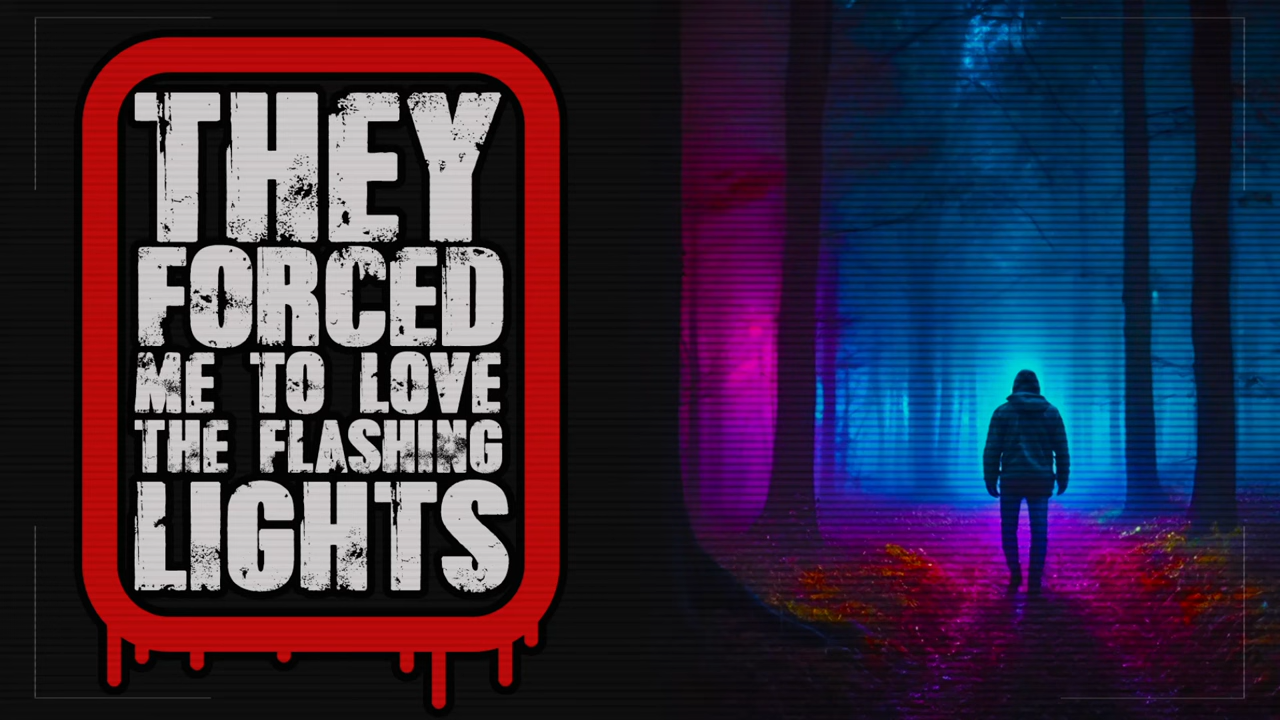 THEY
FORCED
ME TO LOVE
THE FLASHING
LIGHTS